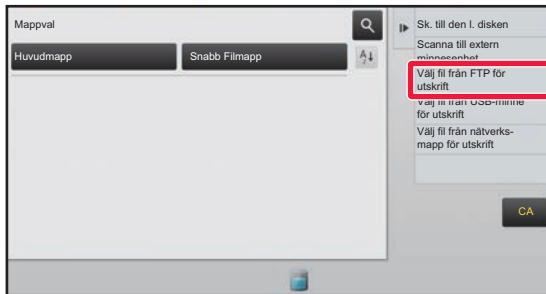 Mappval
Huvudmapp
Snabb Filmapp
Sk. till den l. disken
Scanna till extern
minnesenhet
Välj fil från FTP för
utskrift
Välj fil från USB-minne
för utskrift
Välj fil från nätverks-
mapp för utskrift
CA